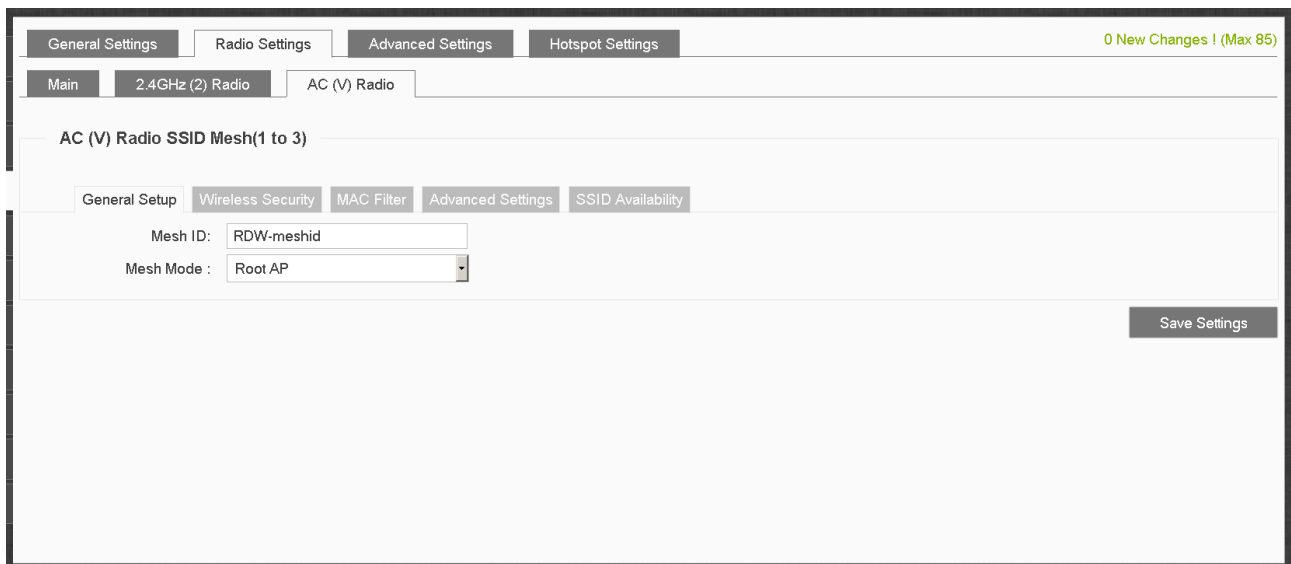 General Settings Radio Settings Advanced Settings Hotspot Settings 0 New Changes ! (Max 85)
Main 2.4GHz (2) Radio AC (V) Radio
AC (V) Radio SSID Mesh(1 to 3)
General Setup Wireless Security MAC Filter Advanced Settings SSID Availability
Mesh ID: RDW-meshid
Mesh Mode : Root AP
Save Settings